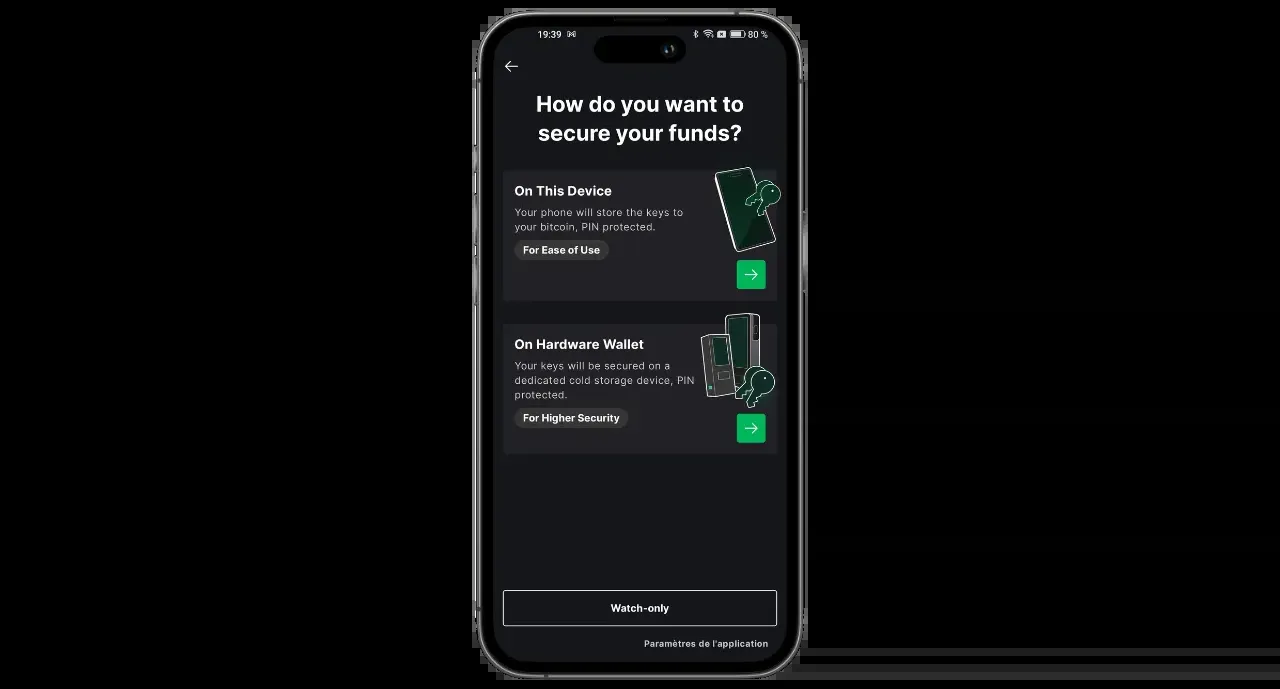 19:39
80 %
How do you want to
secure your funds?
On This Device
Your phone will store the keys to
your bitcoin, PIN protected.
For Ease of Use
On Hardware Wallet
Your keys will be secured on a
dedicated cold storage device, PIN
protected.
For Higher Security
Watch-only
Paramètres de l'application